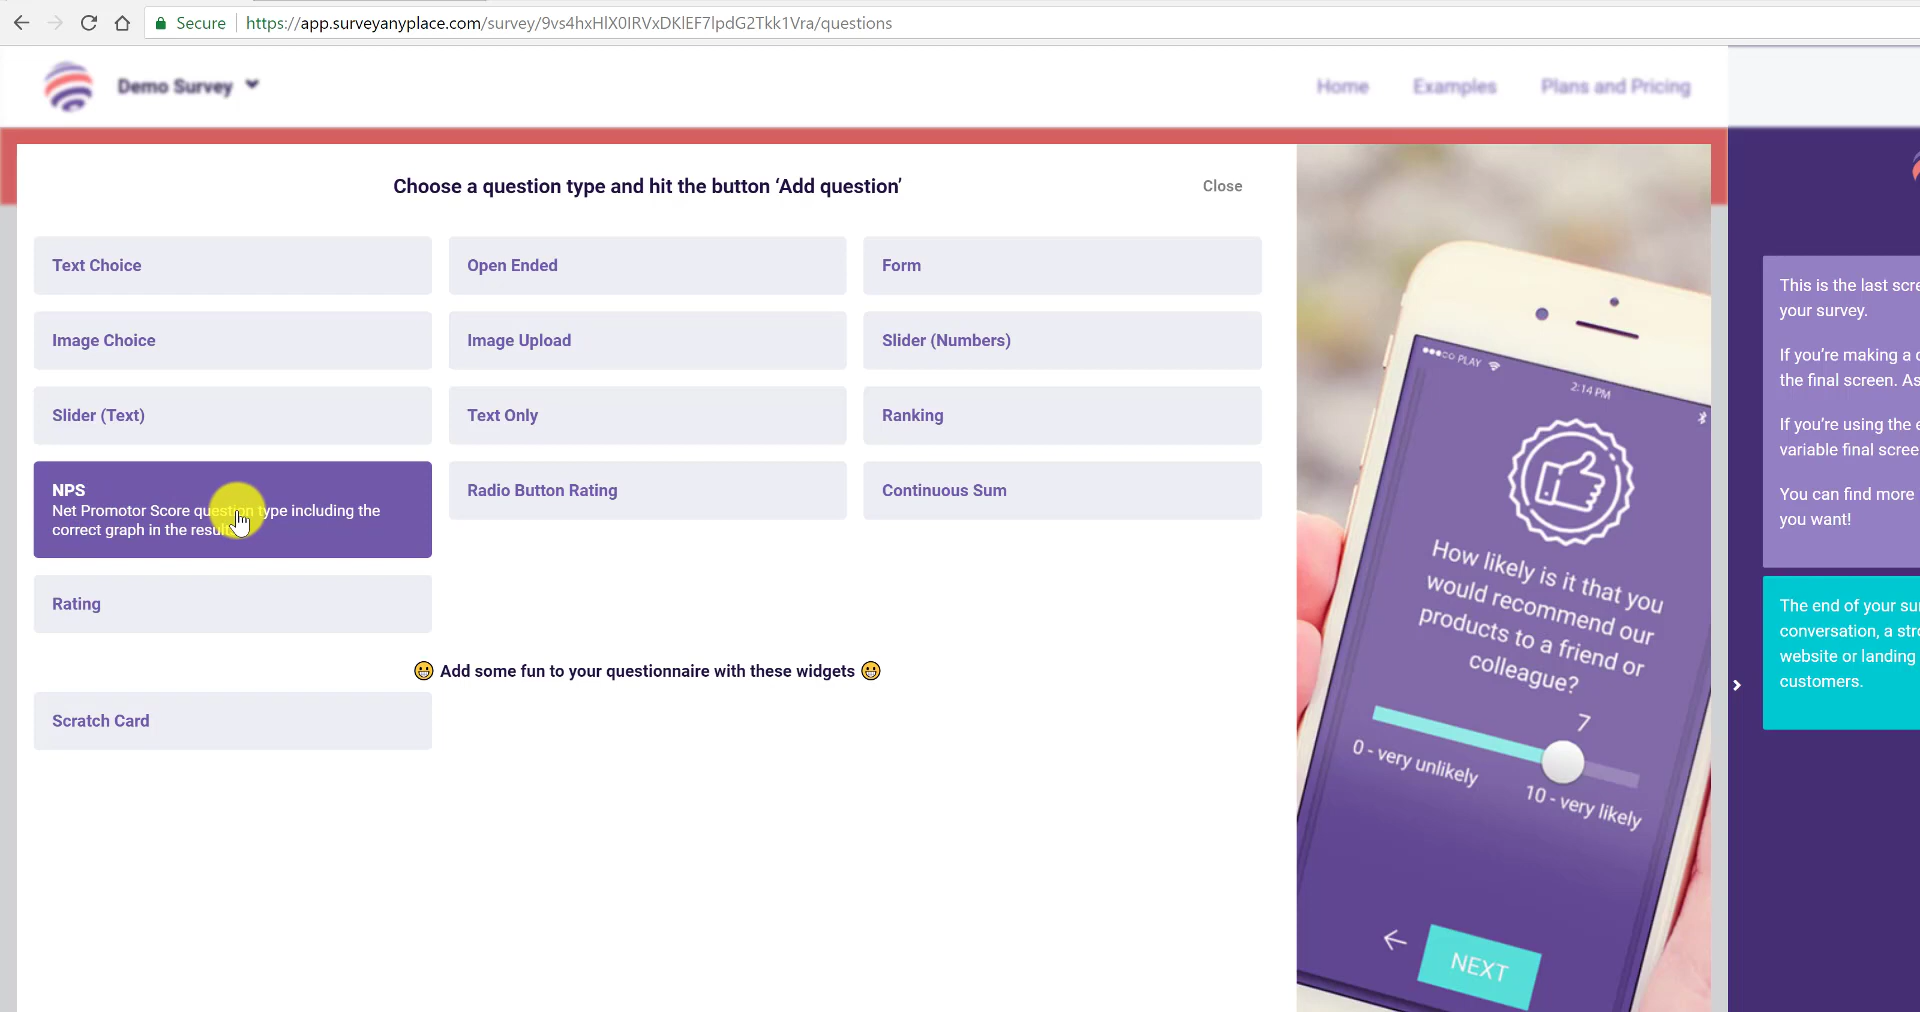 Secure
https://app.surveyanyplace.com/survey/9vs4hxHlX0IRVxDKlEF7lpdG2Tkk1Vra/questions
Demo Survey
Home
Examples
Plans and Pricing
Choose a question type and hit the button ‘Add question’
Close
Text Choice
Open Ended
Form
Image Choice
Image Upload
Slider (Numbers)
Slider (Text)
Text Only
Ranking
NPS
Net Promotor Score question type including the
correct graph in the
Radio Button Rating
Continuous Sum
Rating
Add some fun to your questionnaire with these widgets
Scratch Card
PLAY
2:14 PM
How likely is it that you
would recommend our
products to a friend or
colleague?
7
0 - very unlikely
10 - very likely
NEXT
This is the last
your survey.
If you’re making a
the final screen. As
If you’re using the
variable final
You can find more
you want!
The end of your
conversation, a
website or landing
customers.